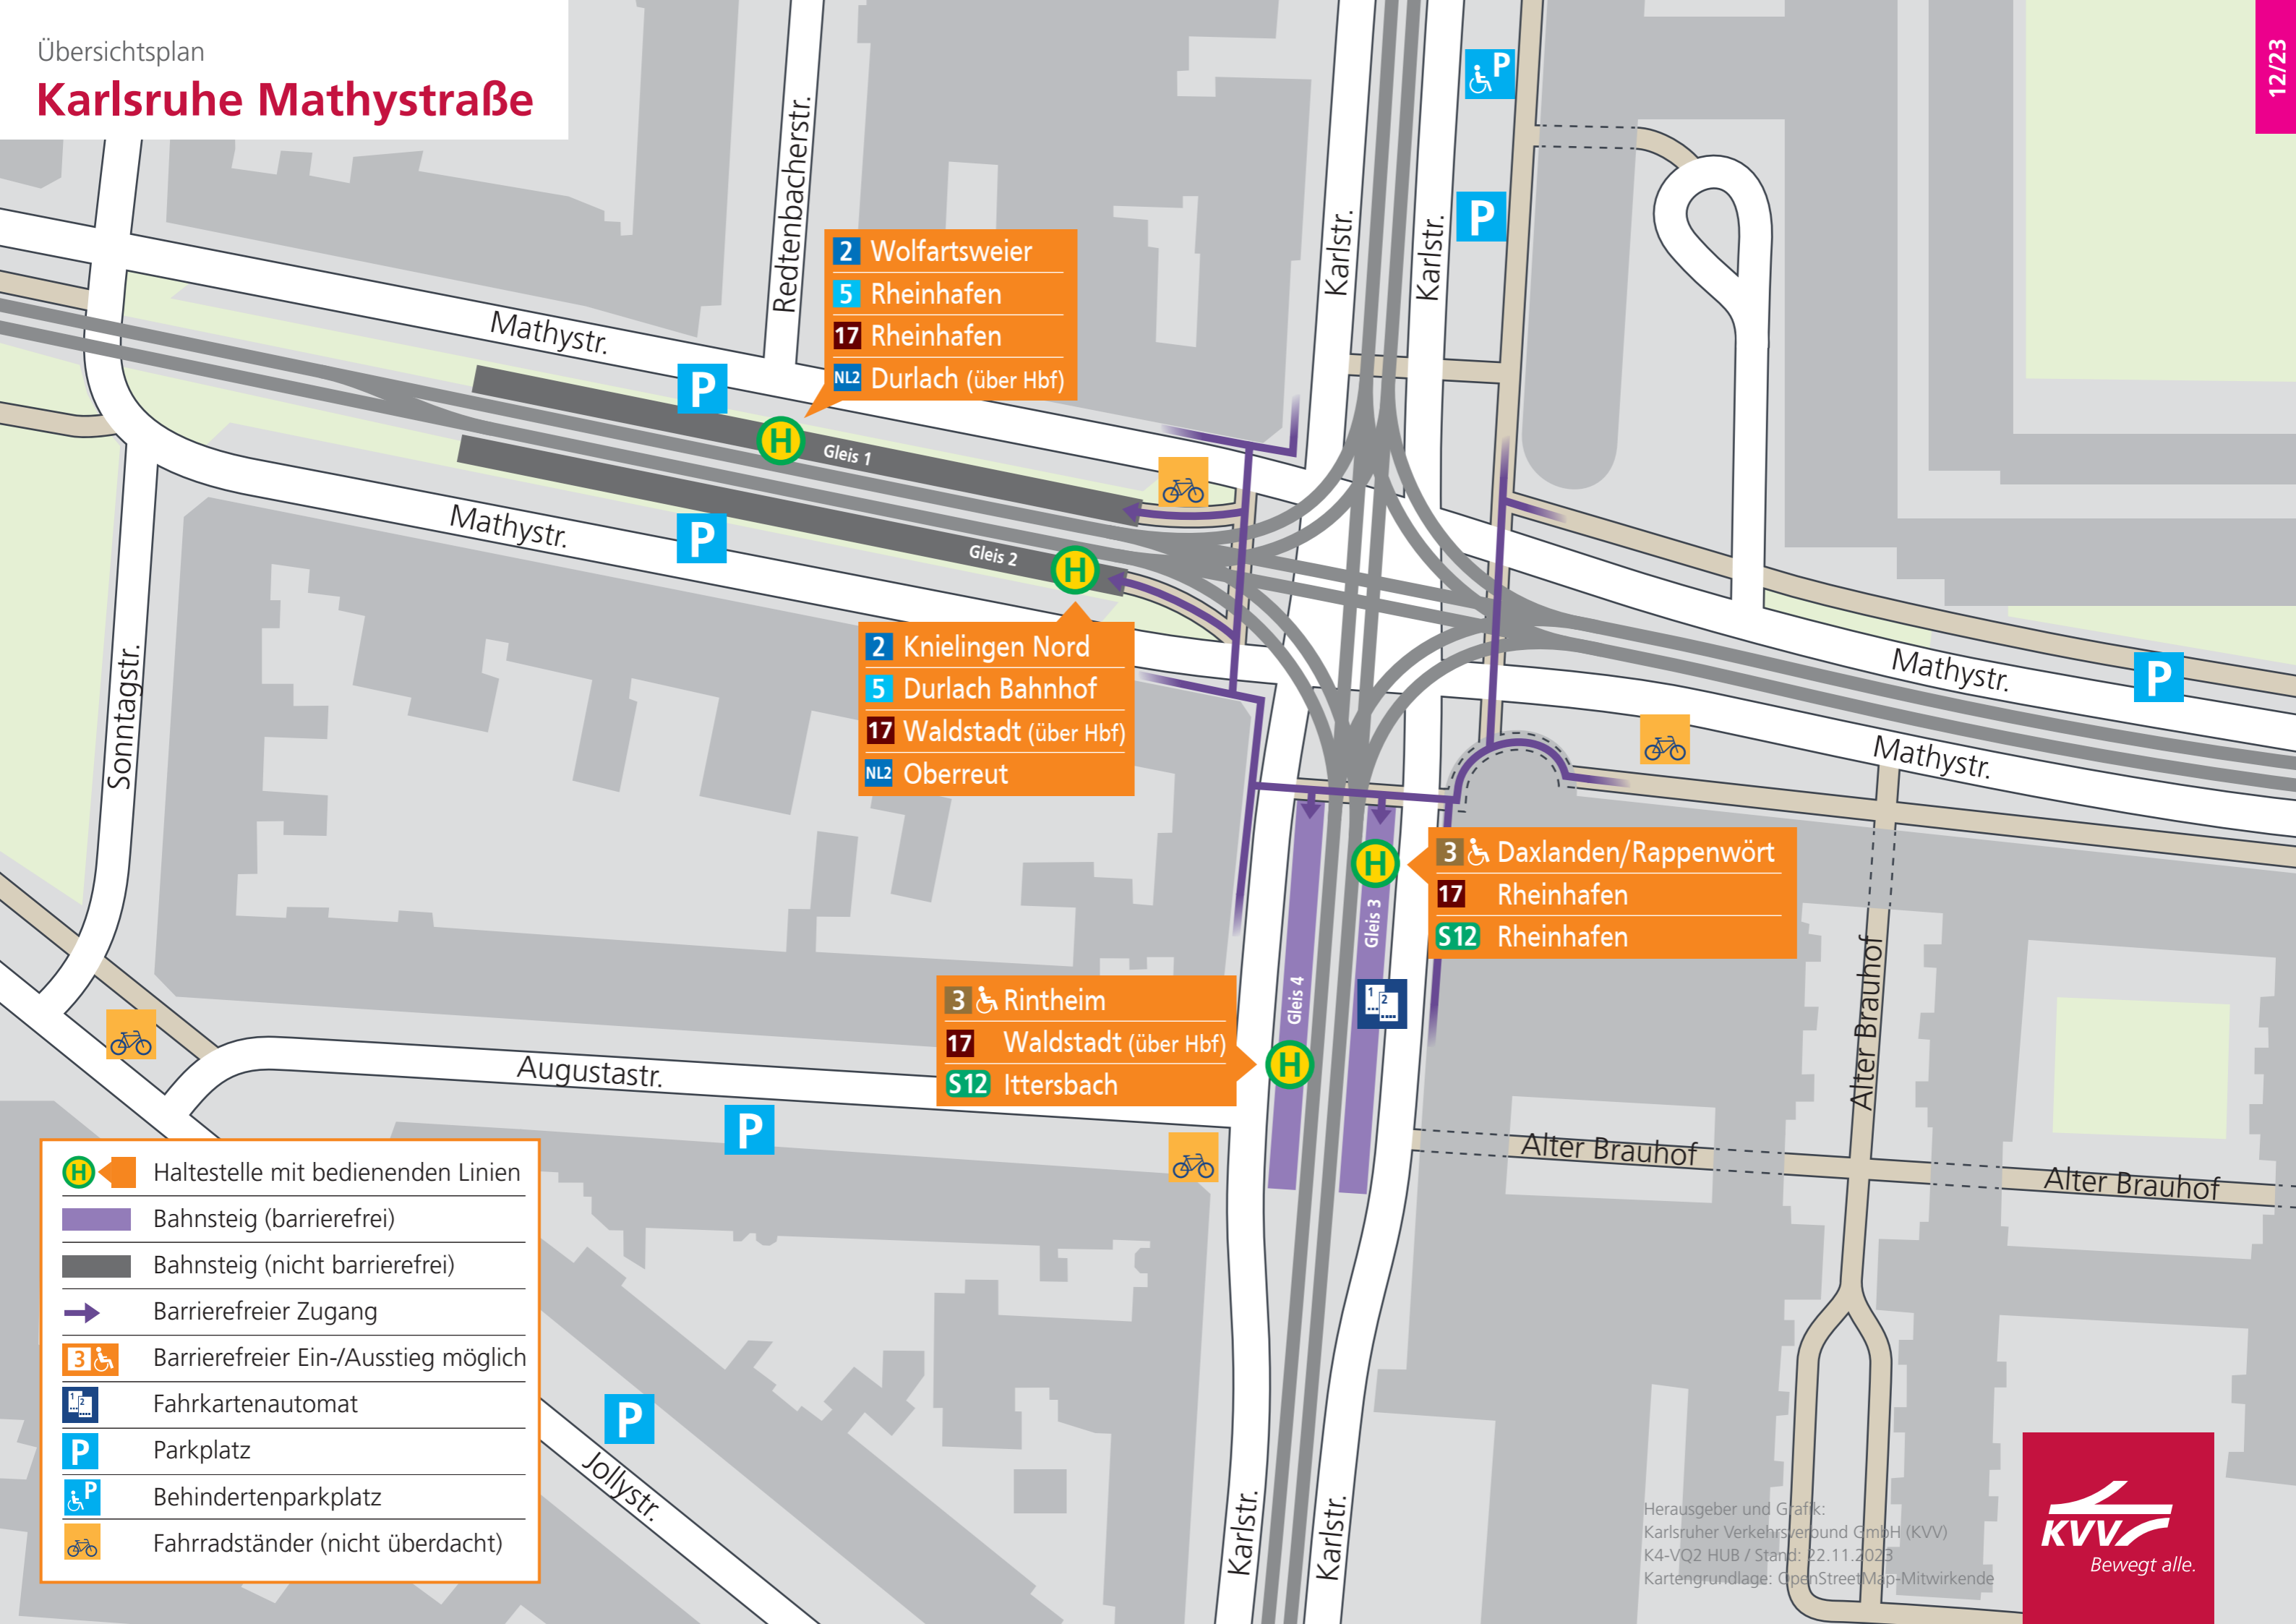 Übersichtsplan
Karlsruhe Mathystraße
12/23
Redtenbacherstr.
Karlstr.
Karlstr.
P
P
2 Wolfartsweier
5 Rheinhafen
17 Rheinhafen
NL2 Durlach (über Hbf)
Mathystr.
P
H
Gleis 1
Mathystr.
P
Gleis 2
H
2 Knielingen Nord
5 Durlach Bahnhof
17 Waldstadt (über Hbf)
NL2 Oberreut
Mathystr.
P
Mathystr.
Sonntagstr.
H
3 Daxlanden/Rappenwört
17 Rheinhafen
S12 Rheinhafen
Gleis 3
Gleis 4
1 2
3 Rintheim
17 Waldstadt (über Hbf)
S12 Ittersbach
H
Augustastr.
P
Alter Brauhof
Alter Brauhof
Alter Brauhof
H Haltestelle mit bedienenden Linien
Bahnsteig (barrierefrei)
Bahnsteig (nicht barrierefrei)
Barrierefreier Zugang
3 Barrierefreier Ein-/Ausstieg möglich
1 2 Fahrkartenautomat
P Parkplatz
P Behindertenparkplatz
Fahrradständer (nicht überdacht)
P
Jollystr.
Karlstr.
Karlstr.
Herausgeber und Grafik:
Karlsruher Verkehrsverbund GmbH (KVV)
K4-VQ2 HUB / Stand: 22.11.2023
Kartengrundlage: OpenStreetMap-Mitwirkende
KVV
Bewegt alle.